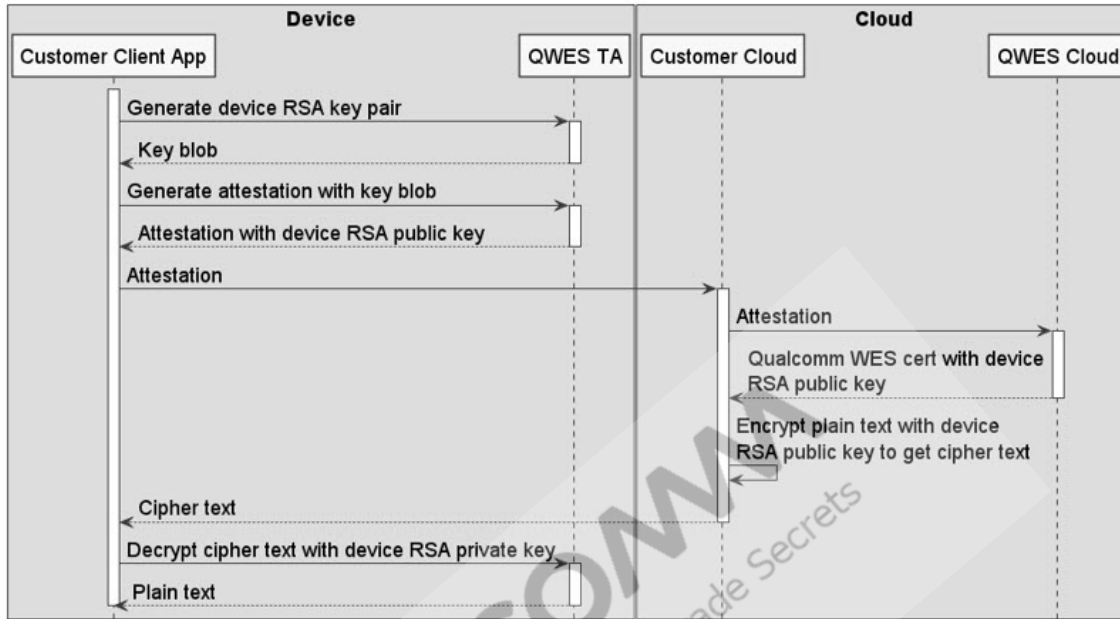 Device
Cloud
Customer Client App
QWES TA
Customer Cloud
QWES Cloud
Generate device RSA key pair
Key blob
Generate attestation with key blob
Attestation with device RSA public key
Attestation
Attestation
Qualcomm WES cert with device
RSA public key
Encrypt plain text with device
RSA public key to get cipher text
Cipher text
Decrypt cipher text with device RSA private key
Plain text
Secrets